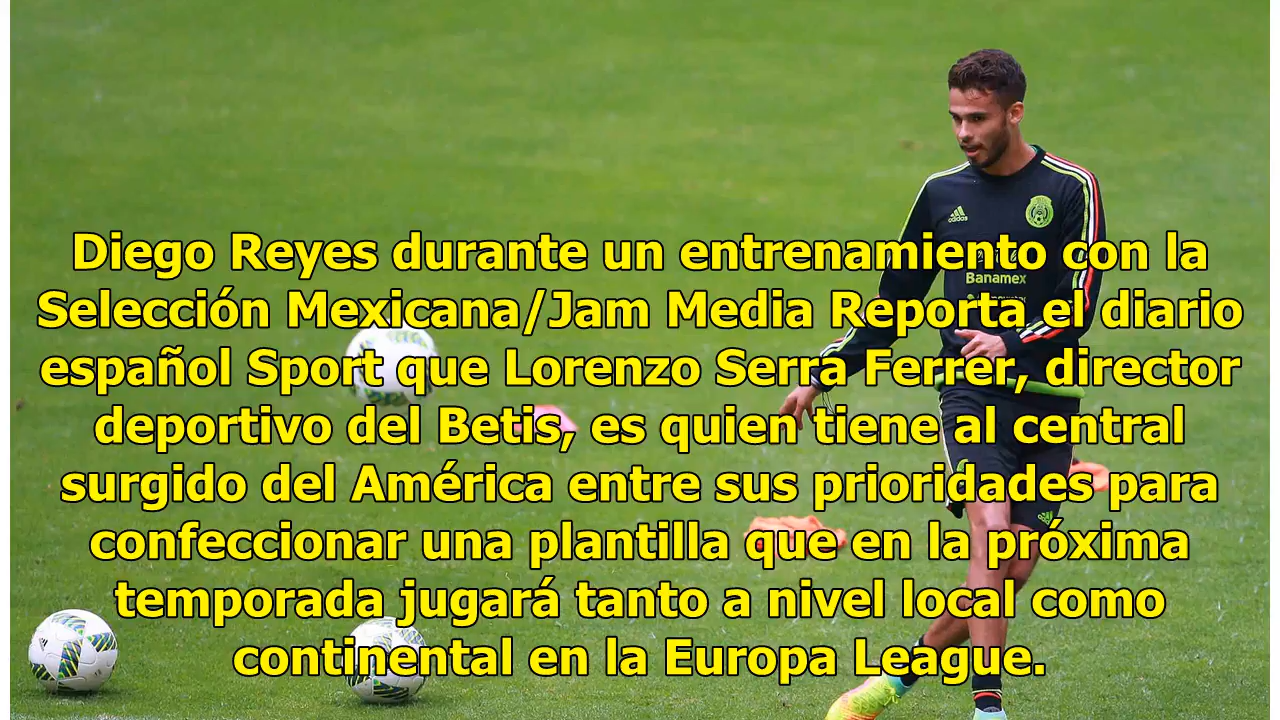 adidas
Banamex
Diego Reyes durante un entrenamiento con la
Selección Mexicana/Jam Media Reporta el diario
español Sport que Lorenzo Serra Ferrer, director
deportivo del Betis, es quien tiene al central
surgido del América entre sus prioridades para
confeccionar una plantilla que en la próxima
temporada jugará tanto a nivel local como
continental en la Europa League.